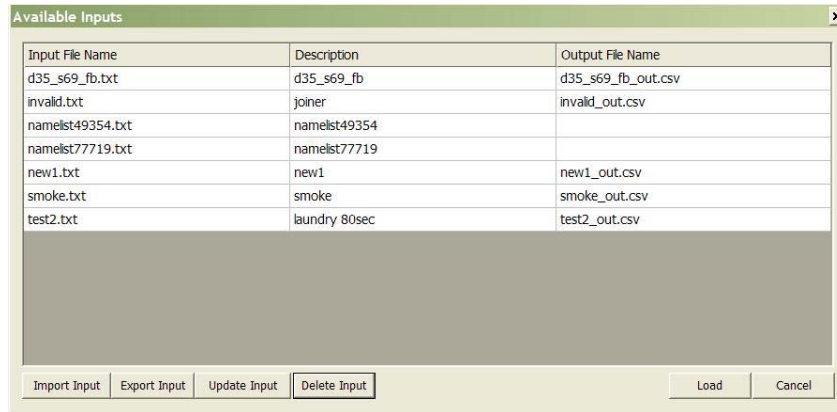 Available Inputs
Input File Name Description Output File Name
d35_s69_fb.txt d35_s69_fb d35_s69_fb_out.csv
invalid.txt joiner invalid_out.csv
namelist49354.txt namelist49354
namelist77719.txt namelist77719
new1.txt new1 new1_out.csv
smoke.txt smoke smoke_out.csv
test2.txt laundry 80sec test2_out.csv
Import Input Export Input Update Input Delete Input Load Cancel